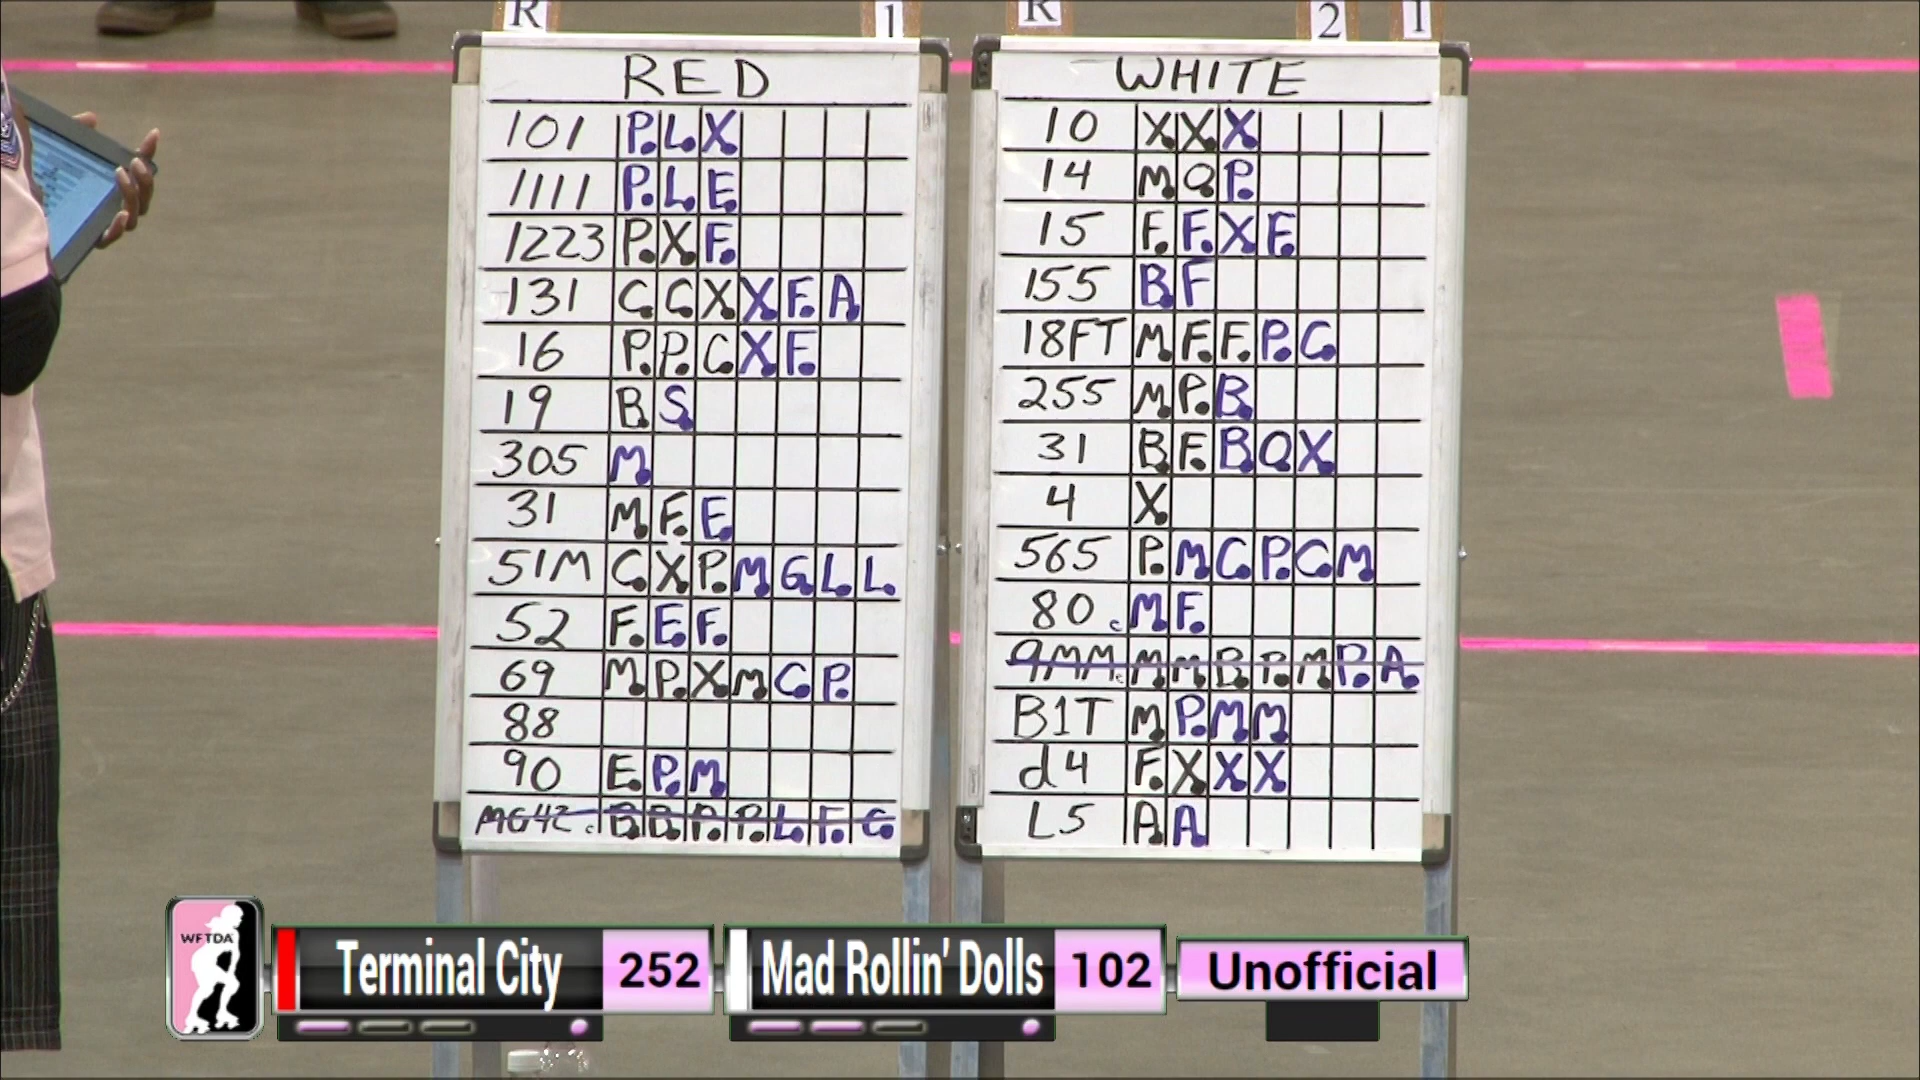 R 1
R 2 1
RED
101 P. L. X.
1111 P. L. E.
1223 P. X. F.
131 C. C. X X. F. A.
16 P. P. C. X. F.
19 B. S.
305 M.
31 M. F. E.
51M C. X. P. M. G. L. L.
52 F. E. F.
69 M. P. X. M. C. P.
88
90 E. P. M.
MG42 c B. B. P. P. L. F. G.
WHITE
10 X. X. X.
14 M. O. P.
15 F. F. X. F.
155 B. F
18FT M. F. F. P. C.
255 M. P. B.
31 B. F. B. O. X.
4 X.
565 P. M. C. P. C. M.
80 c M. F.
9MM c M. M. B. P. M. P. A.
B1T M. P. M. M.
d4 F. X. X. X.
L5 A. A.
WFTDA
Terminal City 252 Mad Rollin' Dolls 102 Unofficial